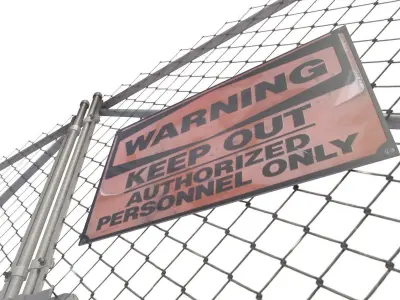 WARNING
KEEP OUT
AUTHORIZED
PERSONNEL ONLY